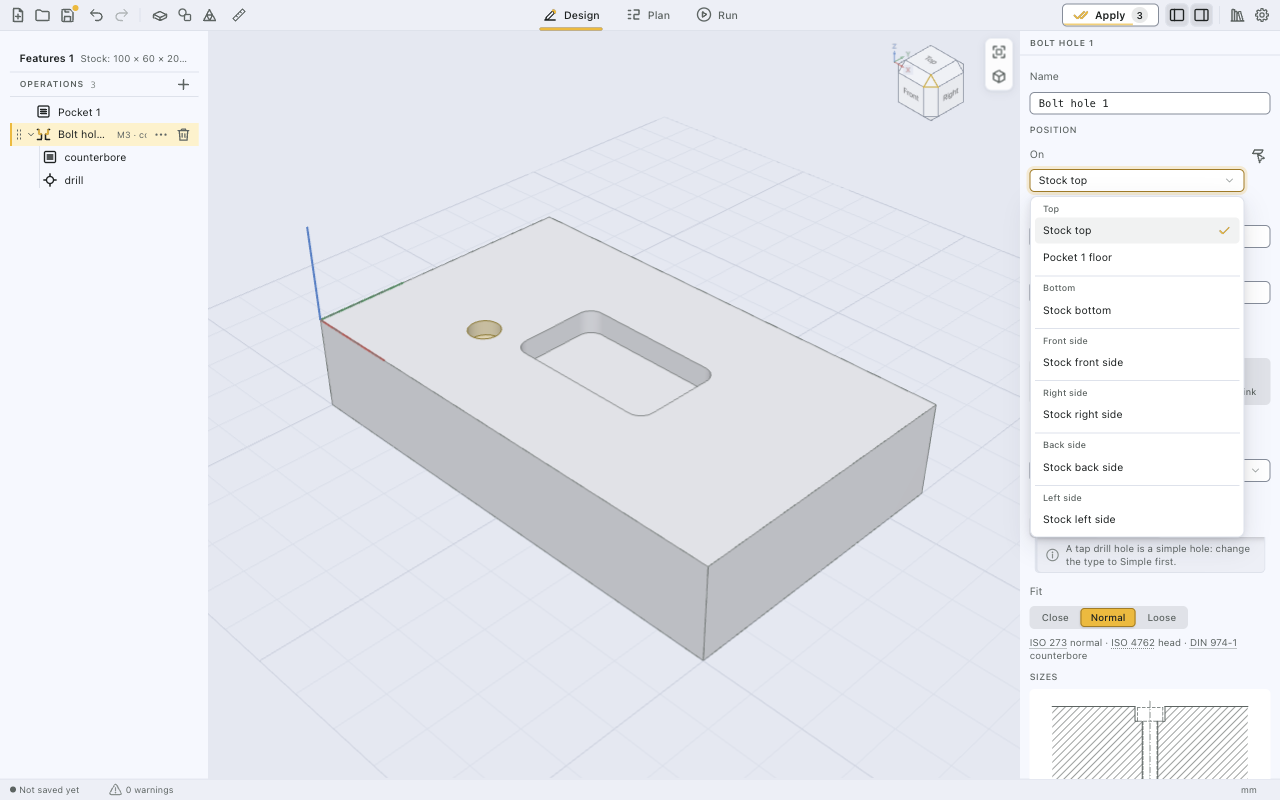 Design
Plan
Run
Apply 3
Features 1 Stock: 100 × 60 × 20...
OPERATIONS 3
Pocket 1
Bolt hol... M3 · cc
counterbore
drill
Z
Y
X
Top
Front
Right
BOLT HOLE 1
Name
Bolt hole 1
POSITION
On
Stock top
Top
Stock top
Pocket 1 floor
Bottom
Stock bottom
Front side
Stock front side
Right side
Stock right side
Back side
Stock back side
Left side
Stock left side
ink
A tap drill hole is a simple hole: change
the type to Simple first.
Fit
Close Normal Loose
ISO 273 normal · ISO 4762 head · DIN 974-1
counterbore
SIZES
Not saved yet
0 warnings
mm